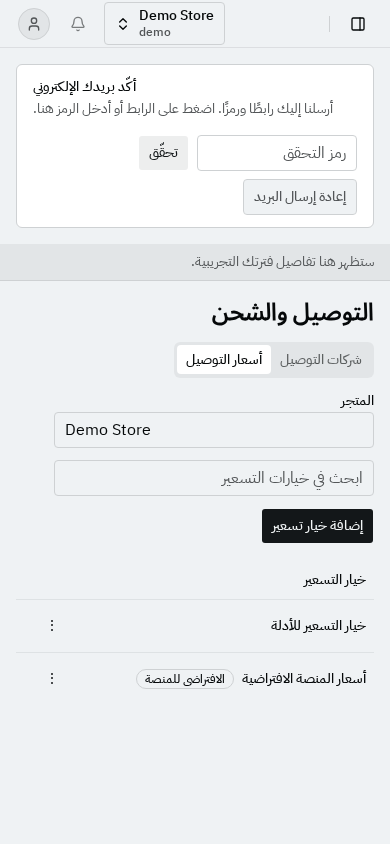 Demo Store
demo
أكّد بريدك الإلكتروني
أرسلنا إليك رابطًا ورمزًا. اضغط على الرابط أو أدخل الرمز هنا.
رمز التحقق
تحقّق
إعادة إرسال البريد
ستظهر هنا تفاصيل فترتك التجريبية.
التوصيل والشحن
شركات التوصيل
أسعار التوصيل
المتجر
Demo Store
ابحث في خيارات التسعير
إضافة خيار تسعير
خيار التسعير
خيار التسعير للأدلة
أسعار المنصة الافتراضية
الافتراضي للمنصة